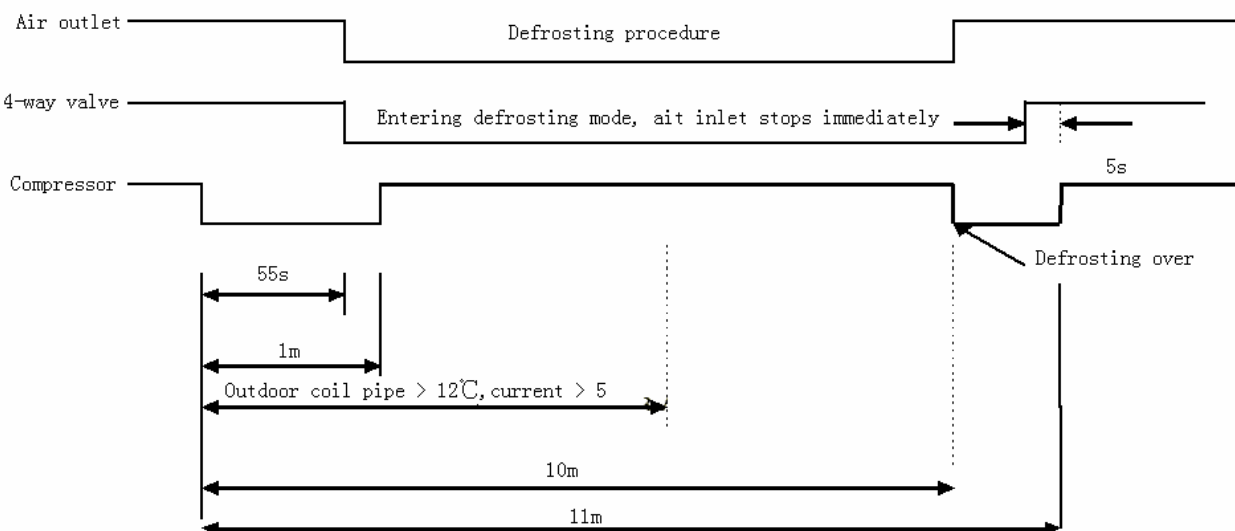 Air outlet
Defrosting procedure
4-way valve
Entering defrosting mode, ait inlet stops immediately
Compressor
5s
Defrosting over
55s
1m
Outdoor coil pipe > 12℃, current > 5
10m
11m